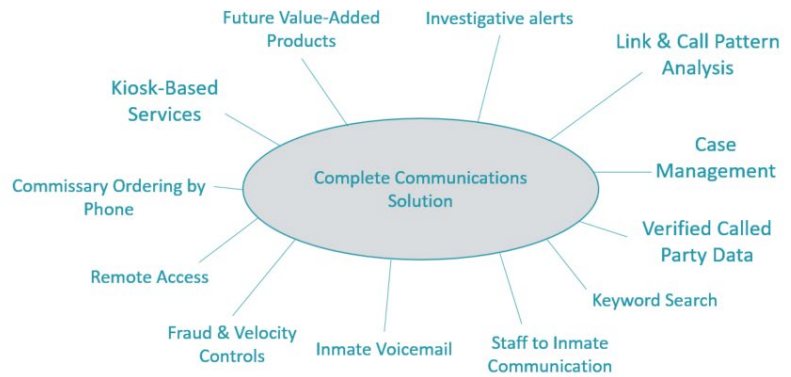 Future Value-Added
Products
Investigative alerts
Link & Call Pattern
Analysis
Kiosk-Based
Services
Case
Management
Complete Communications
Solution
Commissary Ordering by
Phone
Verified Called
Party Data
Remote Access
Keyword Search
Fraud & Velocity
Controls
Inmate Voicemail
Staff to Inmate
Communication